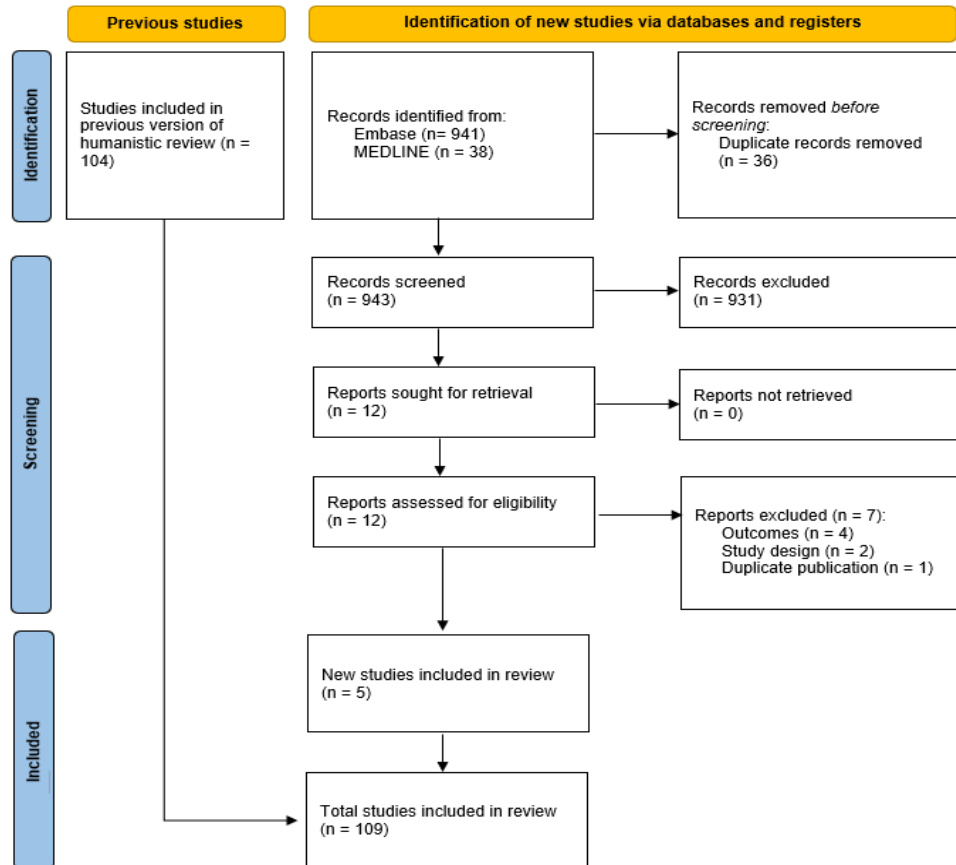 Previous studies
Identification of new studies via databases and registers
Identification
Studies included in
previous version of
humanistic review (n =
104)
Records identified from:
Embase (n= 941)
MEDLINE (n = 38)
Records removed before
screening:
Duplicate records removed
(n = 36)
Screening
Records screened
(n = 943)
Records excluded
(n = 931)
Reports sought for retrieval
(n = 12)
Reports not retrieved
(n = 0)
Reports assessed for eligibility
(n = 12)
Reports excluded (n = 7):
Outcomes (n = 4)
Study design (n = 2)
Duplicate publication (n = 1)
Included
New studies included in review
(n = 5)
Total studies included in review
(n = 109)